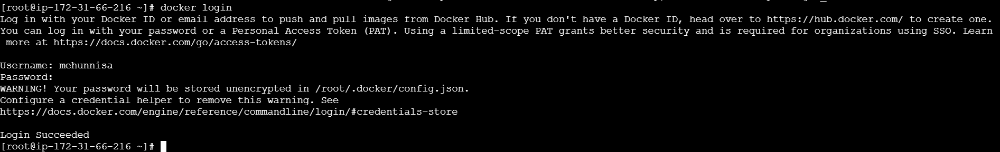 [root@ip-172-31-66-216 ~]# docker login
Log in with your Docker ID or email address to push and pull images from Docker Hub. If you don't have a Docker ID, head over to https://hub.docker.com/ to create one.
You can log in with your password or a Personal Access Token (PAT). Using a limited-scope PAT grants better security and is required for organizations using SSO. Learn
more at https://docs.docker.com/go/access-tokens/
Username: mehunnisa
Password:
WARNING! Your password will be stored unencrypted in /root/.docker/config.json.
Configure a credential helper to remove this warning. See
https://docs.docker.com/engine/reference/commandline/login/#credentials-store
Login Succeeded
[root@ip-172-31-66-216 ~]#